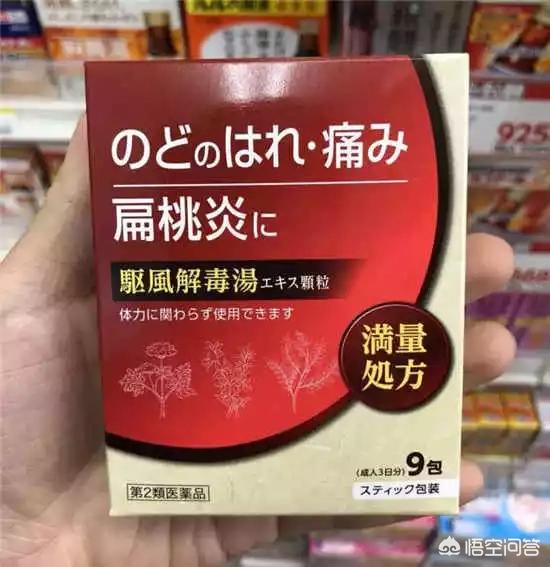 のどのはれ・痛み
扁桃炎に
駆風解毒湯エキス顆粒
体力に関わらず使用できます
満量
処方
(成人3日分) 9包
スティック包装
第2類医薬品
925
悟空问答